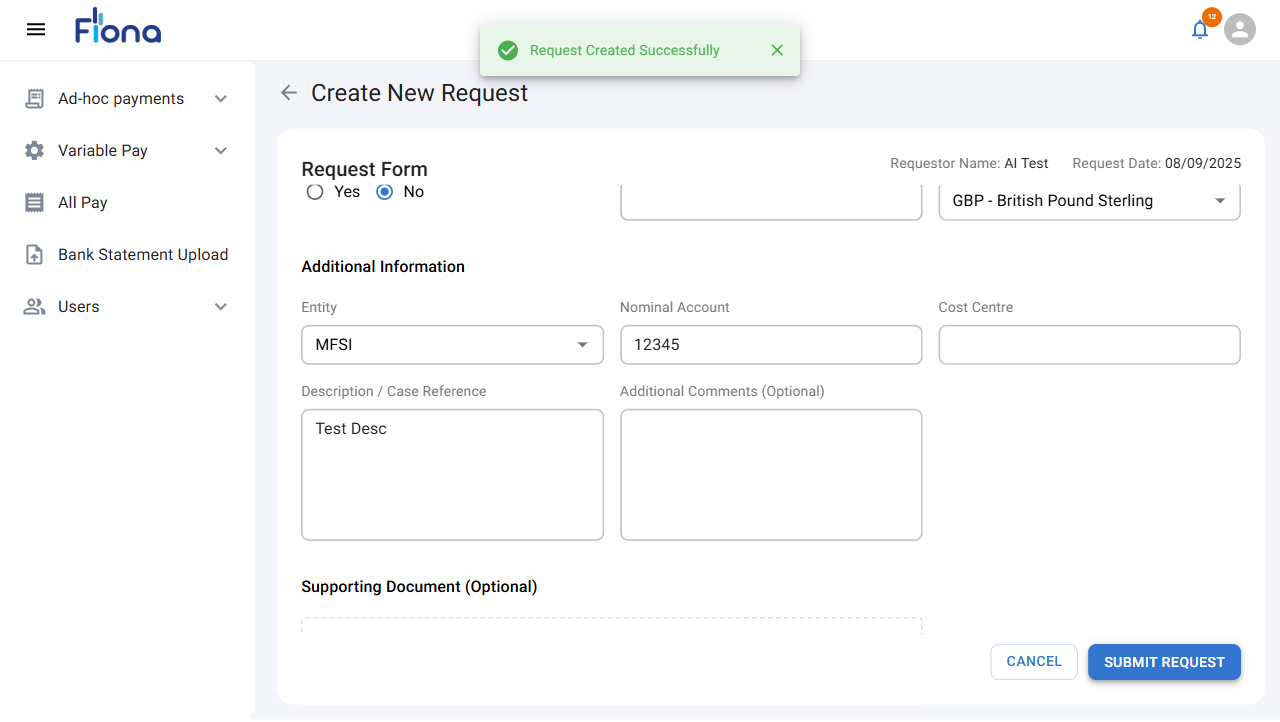 Fiona
Request Created Successfully
12
Ad-hoc payments
Variable Pay
All Pay
Bank Statement Upload
Users
Create New Request
Request Form
Requestor Name: AI Test
Request Date: 08/09/2025
Yes
No
GBP - British Pound Sterling
Additional Information
Entity
Nominal Account
Cost Centre
MFSI
12345
Description / Case Reference
Additional Comments (Optional)
Test Desc
Supporting Document (Optional)
CANCEL
SUBMIT REQUEST